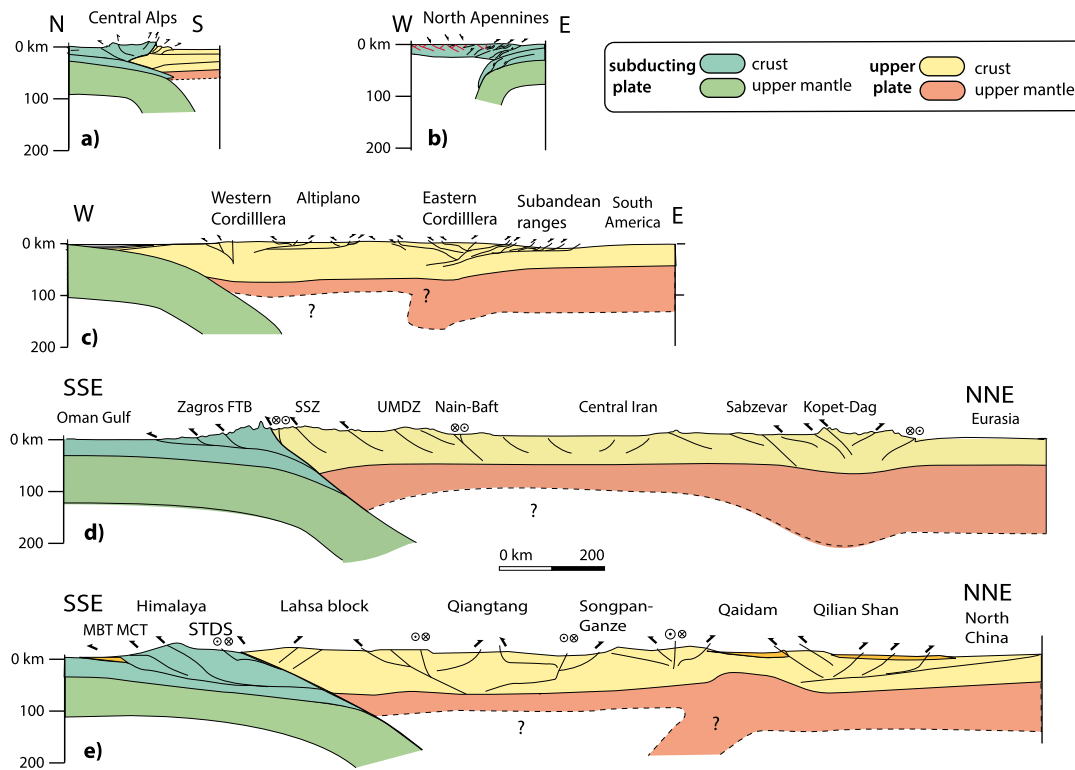 N Central Alps S
0 km
100
200
a)
W North Apennines E
0 km
100
200
b)
subducting plate
crust
upper mantle
upper plate
crust
upper mantle
W
Western Cordilllera
Altiplano
Eastern Cordilllera
Subandean ranges
South America
E
0 km
100
200
?
?
c)
SSE
NNE
Oman Gulf
Zagros FTB
SSZ
UMDZ
Nain-Baft
Central Iran
Sabzevar
Kopet-Dag
Eurasia
0 km
100
200
?
d)
0 km 200
SSE
NNE
Himalaya
MBT MCT
STDS
Lahsa block
Qiangtang
Songpan-
Ganze
Qaidam
Qilian Shan
North
China
0 km
100
200
?
?
e)